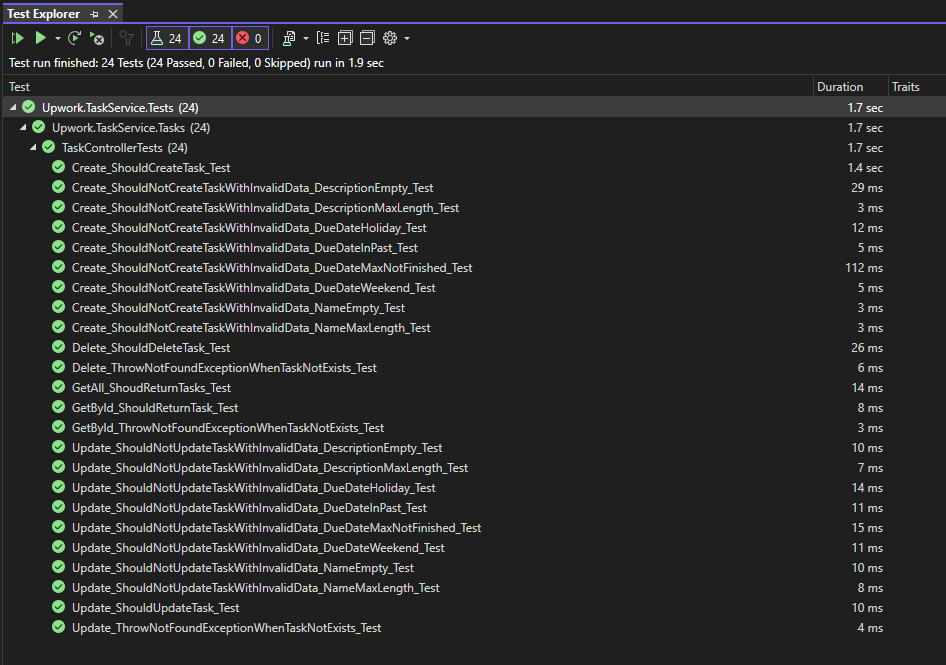 Test Explorer
24 24 0
Test run finished: 24 Tests (24 Passed, 0 Failed, 0 Skipped) run in 1.9 sec
Test Duration Traits
Upwork.TaskService.Tests (24) 1.7 sec
Upwork.TaskService.Tasks (24) 1.7 sec
TaskControllerTests (24) 1.7 sec
Create_ShouldCreateTask_Test 1.4 sec
Create_ShouldNotCreateTaskWithInvalidData_DescriptionEmpty_Test 29 ms
Create_ShouldNotCreateTaskWithInvalidData_DescriptionMaxLength_Test 3 ms
Create_ShouldNotCreateTaskWithInvalidData_DueDateHoliday_Test 12 ms
Create_ShouldNotCreateTaskWithInvalidData_DueDateInPast_Test 5 ms
Create_ShouldNotCreateTaskWithInvalidData_DueDateMaxNotFinished_Test 112 ms
Create_ShouldNotCreateTaskWithInvalidData_DueDateWeekend_Test 5 ms
Create_ShouldNotCreateTaskWithInvalidData_NameEmpty_Test 3 ms
Create_ShouldNotCreateTaskWithInvalidData_NameMaxLength_Test 3 ms
Delete_ShouldDeleteTask_Test 26 ms
Delete_ThrowNotFoundExceptionWhenTaskNotExists_Test 6 ms
GetAll_ShoudReturnTasks_Test 14 ms
GetById_ShouldReturnTask_Test 8 ms
GetById_ThrowNotFoundExceptionWhenTaskNotExists_Test 3 ms
Update_ShouldNotUpdateTaskWithInvalidData_DescriptionEmpty_Test 10 ms
Update_ShouldNotUpdateTaskWithInvalidData_DescriptionMaxLength_Test 7 ms
Update_ShouldNotUpdateTaskWithInvalidData_DueDateHoliday_Test 14 ms
Update_ShouldNotUpdateTaskWithInvalidData_DueDateInPast_Test 11 ms
Update_ShouldNotUpdateTaskWithInvalidData_DueDateMaxNotFinished_Test 15 ms
Update_ShouldNotUpdateTaskWithInvalidData_DueDateWeekend_Test 11 ms
Update_ShouldNotUpdateTaskWithInvalidData_NameEmpty_Test 10 ms
Update_ShouldNotUpdateTaskWithInvalidData_NameMaxLength_Test 8 ms
Update_ShouldUpdateTask_Test 10 ms
Update_ThrowNotFoundExceptionWhenTaskNotExists_Test 4 ms